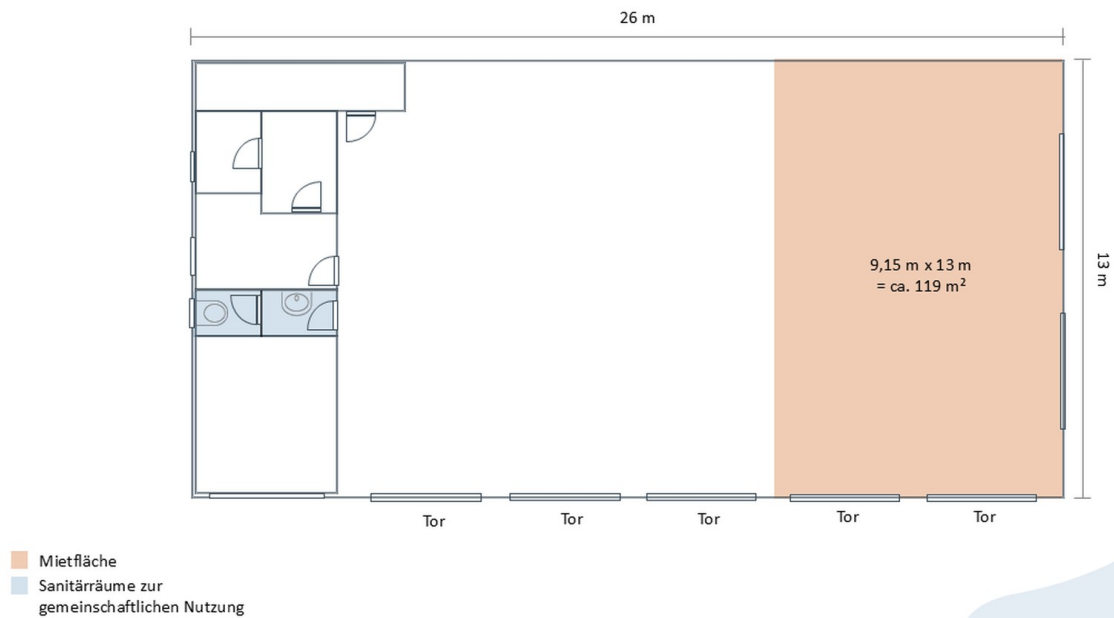 26 m
9,15 m x 13 m
= ca. 119 m²
13 m
Tor
Tor
Tor
Tor
Tor
Mietfläche
Sanitärräume zur
gemeinschaftlichen Nutzung